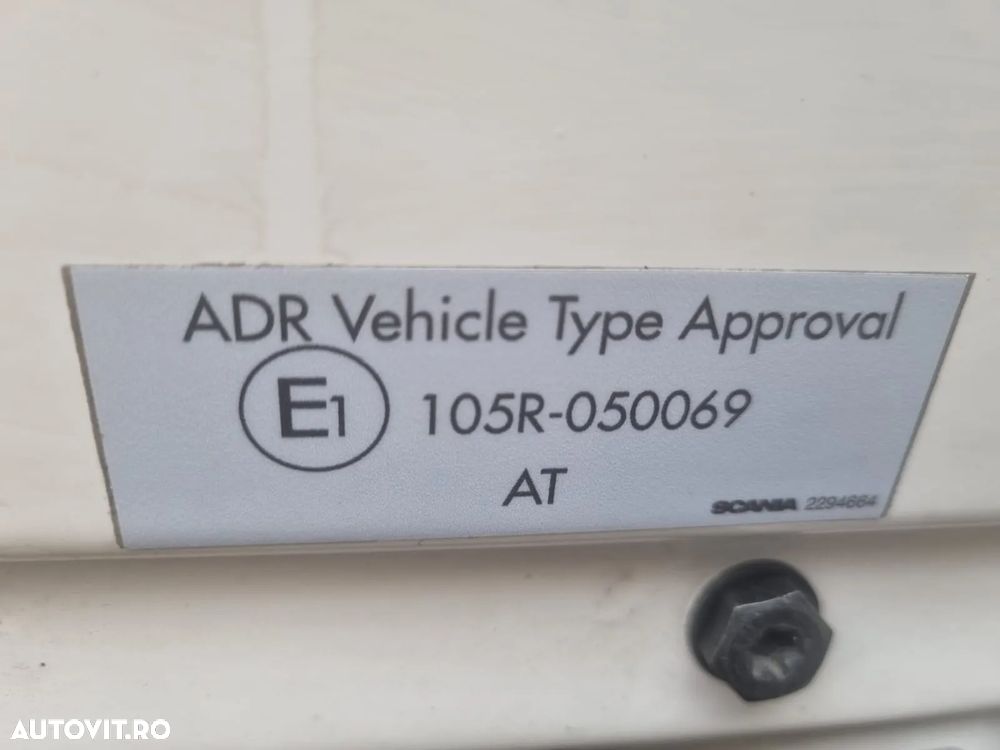 ADR Vehicle Type Approval
E1 105R-050069
AT
SCANIA 2294664
AUTOVIT.RO